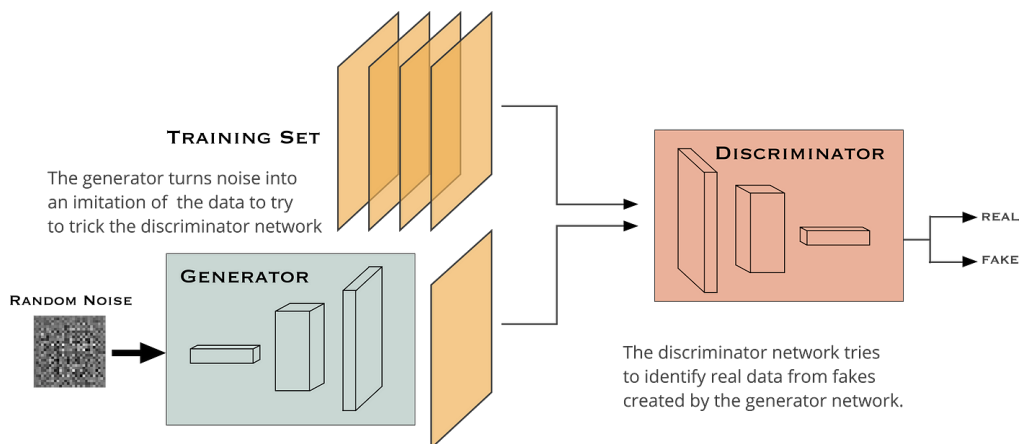 TRAINING SET
The generator turns noise into
an imitation of the data to try
to trick the discriminator network
RANDOM NOISE
GENERATOR
DISCRIMINATOR
REAL
FAKE
The discriminator network tries
to identify real data from fakes
created by the generator network.